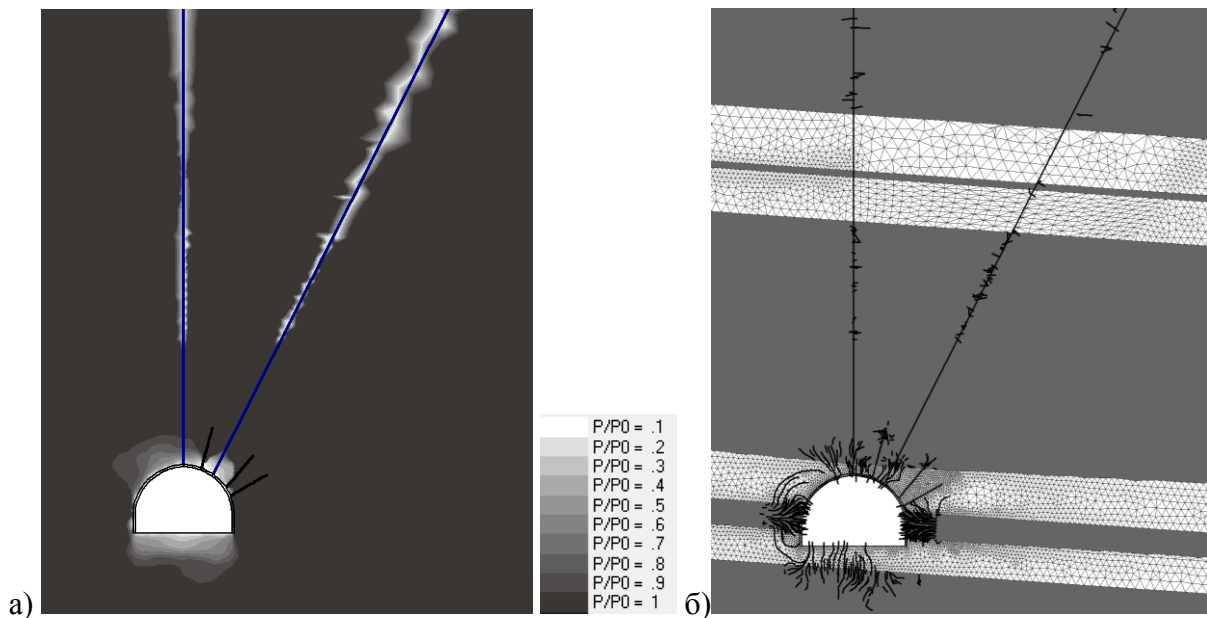 P/P0 = .1
P/P0 = .2
P/P0 = .3
P/P0 = .4
P/P0 = .5
P/P0 = .6
P/P0 = .7
P/P0 = .8
P/P0 = .9
P/P0 = 1
а)
б)